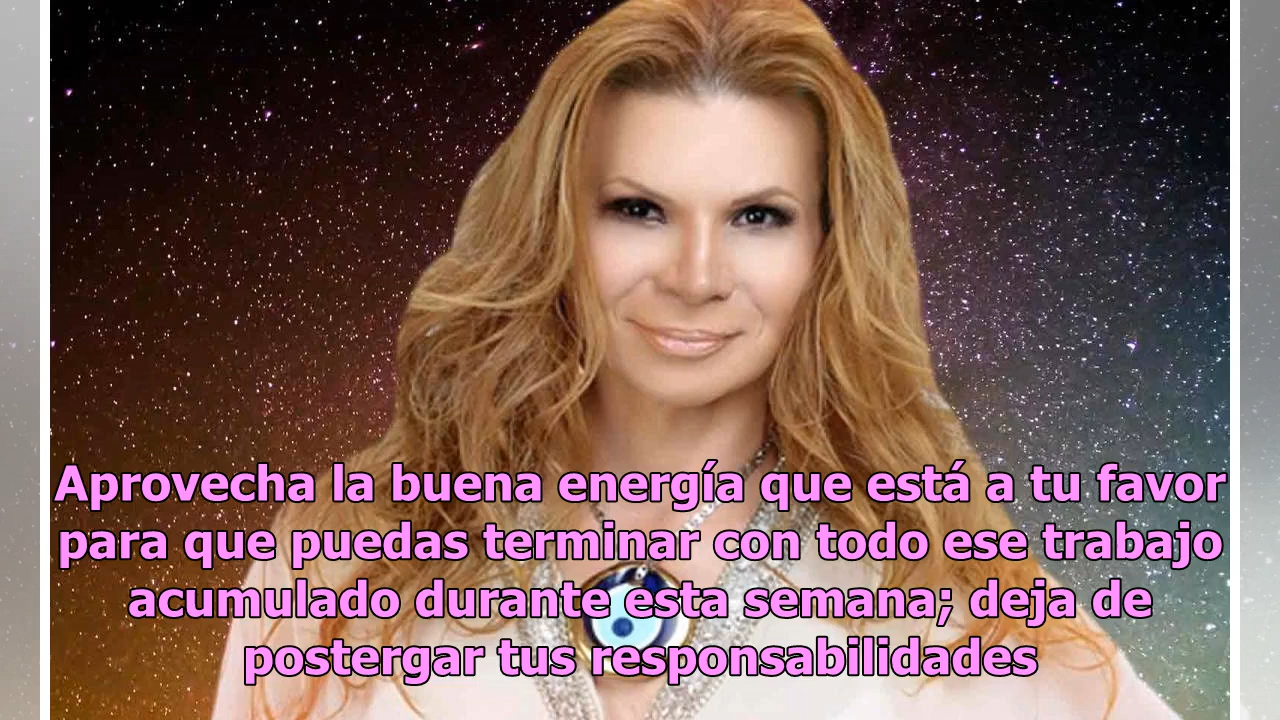 Aprovecha la buena energía que está a tu favor
para que puedas terminar con todo ese trabajo
acumulado durante esta semana; deja de
postergar tus responsabilidades